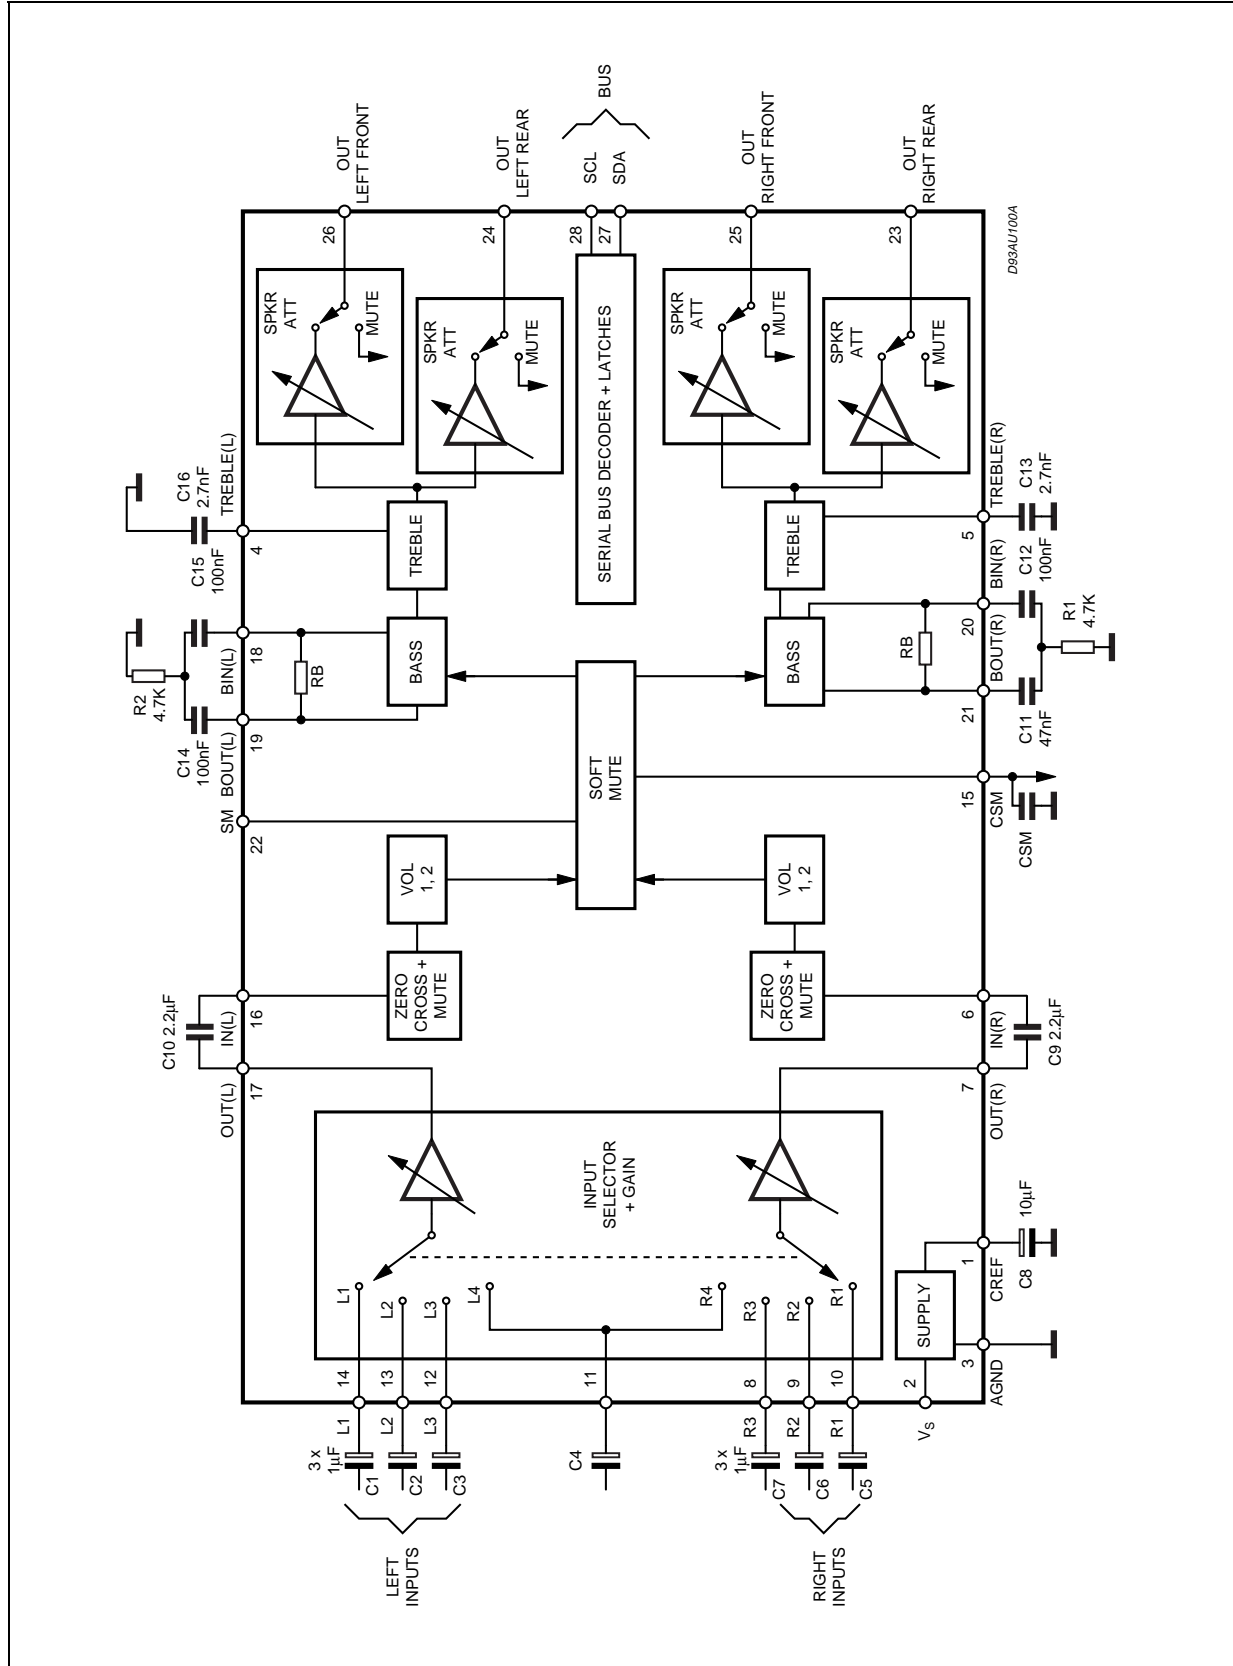 LEFT
INPUTS
3 x
1µF
C1
C2
C3
L1
L2
L3
14
13
12
L1
L2
L3
L4
C4
11
RIGHT
INPUTS
3 x
1µF
C7
C6
C5
R3
R2
R1
8
9
10
R4
R3
R2
R1
INPUT
SELECTOR
+ GAIN
VS
2
SUPPLY
3
AGND
1
CREF
C8
10µF
OUT(L)
17
C10 2.2µF
IN(L)
16
ZERO
CROSS +
MUTE
VOL
1, 2
OUT(R)
7
C9 2.2µF
IN(R)
6
ZERO
CROSS +
MUTE
VOL
1, 2
SM
22
SOFT
MUTE
15
CSM
CSM
C14
100nF
BOUT(L)
19
R2
4.7K
BIN(L)
18
C15
100nF
RB
BASS
C16
2.7nF
TREBLE(L)
4
TREBLE
21
BOUT(R)
C11
47nF
R1
4.7K
20
BIN(R)
C12
100nF
RB
BASS
5
TREBLE(R)
C13
2.7nF
TREBLE
SERIAL BUS DECODER + LATCHES
SPKR
ATT
MUTE
26
OUT
LEFT FRONT
SPKR
ATT
MUTE
24
OUT
LEFT REAR
28
SCL
27
SDA
BUS
SPKR
ATT
MUTE
25
OUT
RIGHT FRONT
SPKR
ATT
MUTE
23
OUT
RIGHT REAR
D93AU100A